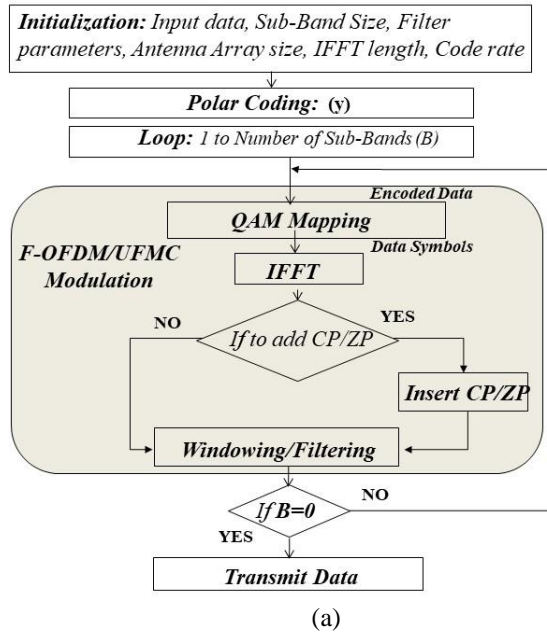 Initialization: Input data, Sub-Band Size, Filter
parameters, Antenna Array size, IFFT length, Code rate
Polar Coding: (y)
Loop: 1 to Number of Sub-Bands (B)
Encoded Data
QAM Mapping
Data Symbols
F-OFDM/UFMC
Modulation
IFFT
NO
YES
If to add CP/ZP
Insert CP/ZP
Windowing/Filtering
NO
If B=0
YES
Transmit Data
(a)